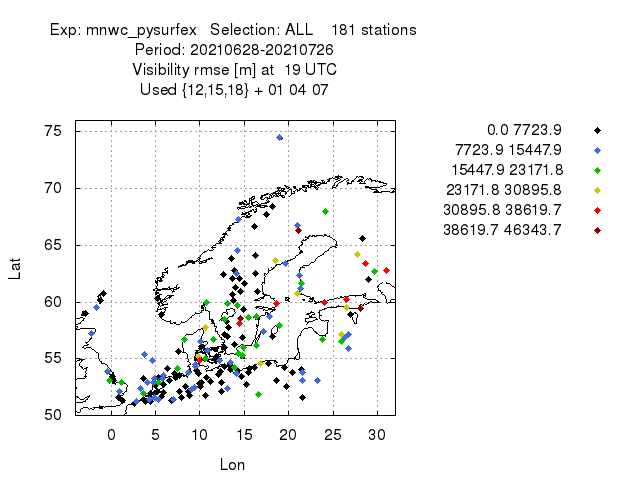 Exp: mnwc_pysurfex   Selection: ALL    181 stations
Period: 20210628-20210726
Visibility rmse [m] at  19 UTC
Used {12,15,18} + 01 04 07
0.0 7723.9
7723.9 15447.9
15447.9 23171.8
23171.8 30895.8
30895.8 38619.7
38619.7 46343.7
75
70
65
60
55
50
Lat
0 5 10 15 20 25 30
Lon